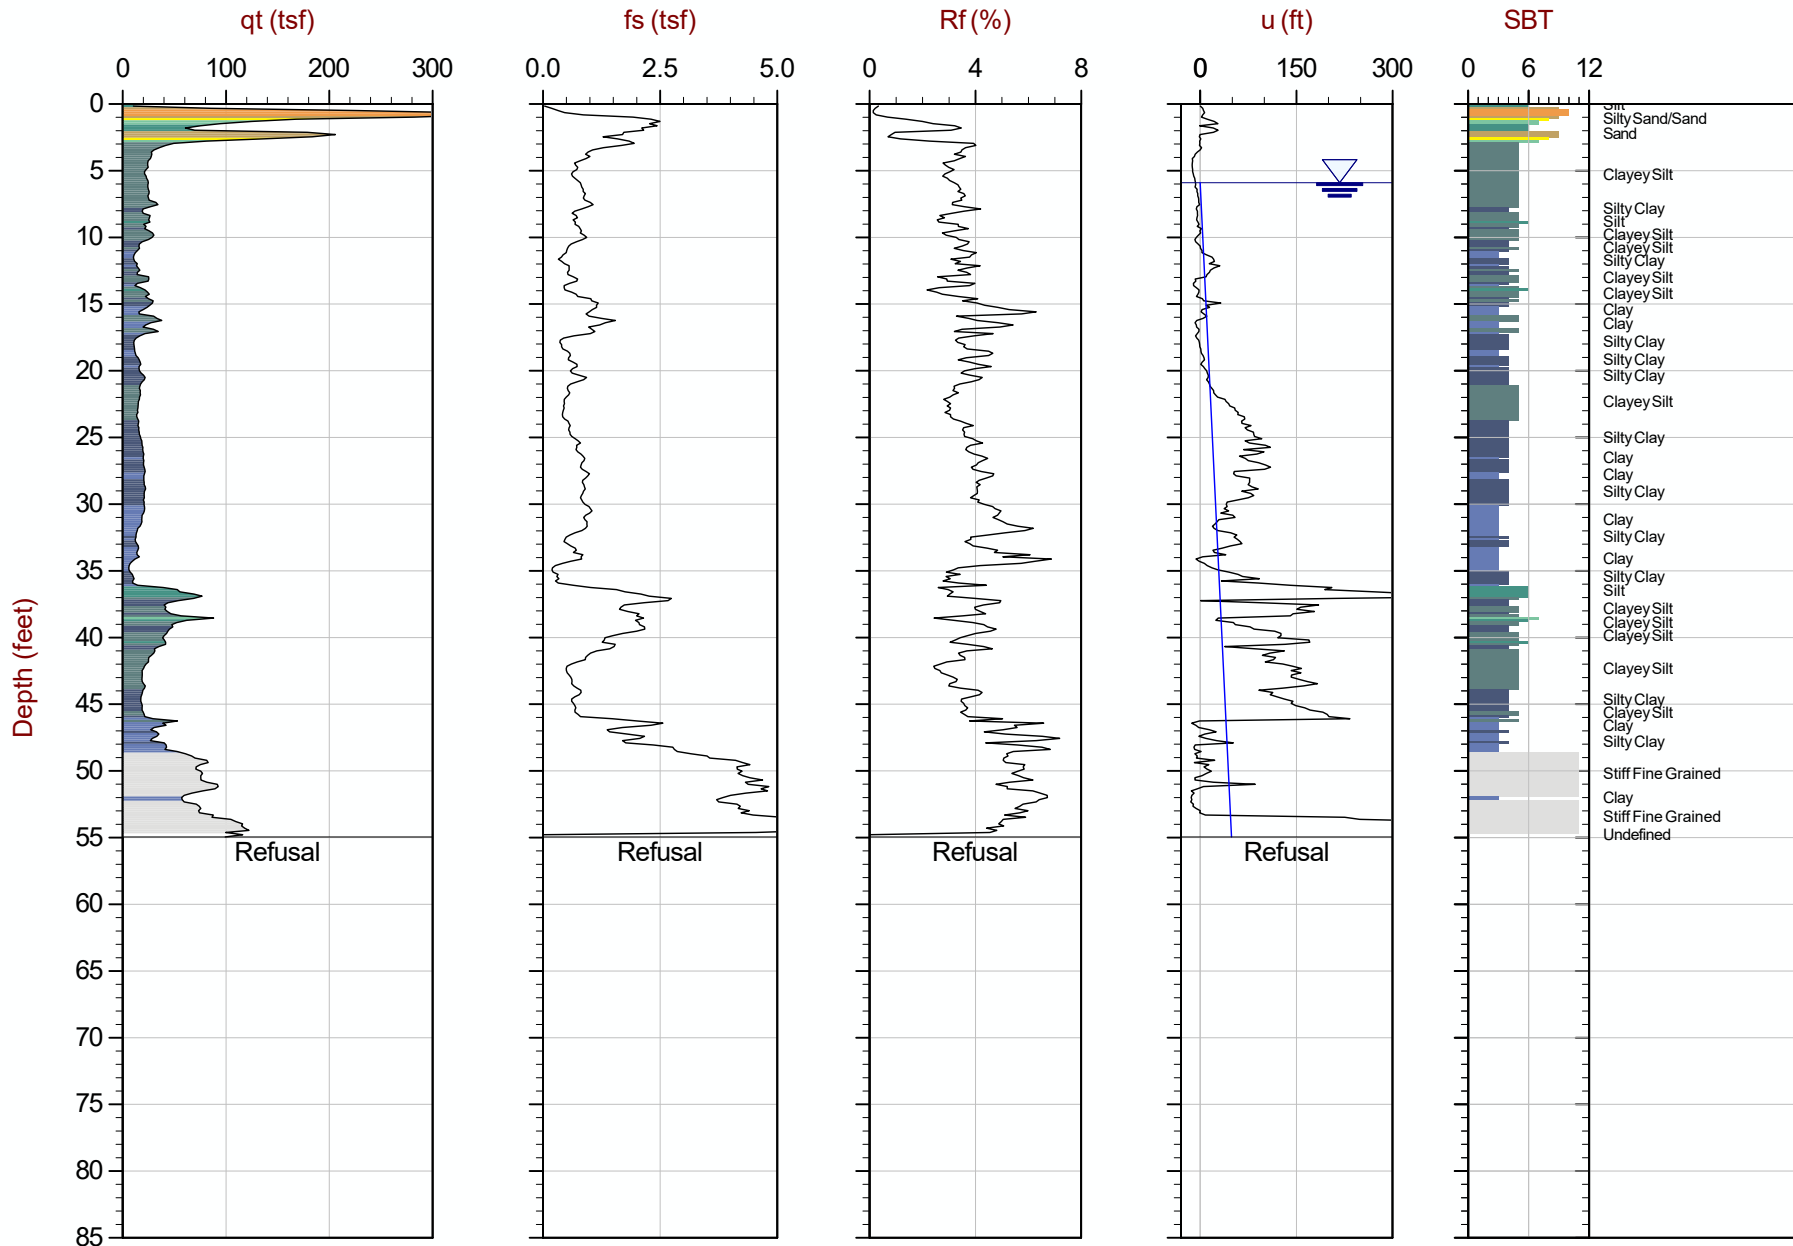 qt (tsf) fs (tsf) Rf (%) u (ft) SBT
0 100 200 300 0.0 2.5 5.0 0 4 8 0 150 300 0 6 12
0
5
10
15
20
25
30
35
40
45
50
55
60
65
70
75
80
85
Depth (feet)
Silt
Silty Sand/Sand
Sand
Clayey Silt
Silty Clay
Silt
Clayey Silt
Clayey Silt
Silty Clay
Clayey Silt
Clayey Silt
Clay
Clay
Silty Clay
Silty Clay
Silty Clay
Clayey Silt
Silty Clay
Clay
Clay
Silty Clay
Clay
Silty Clay
Clay
Silty Clay
Silt
Clayey Silt
Clayey Silt
Clayey Silt
Clayey Silt
Silty Clay
Clayey Silt
Clay
Silty Clay
Stiff Fine Grained
Clay
Stiff Fine Grained
Undefined
Refusal Refusal Refusal Refusal